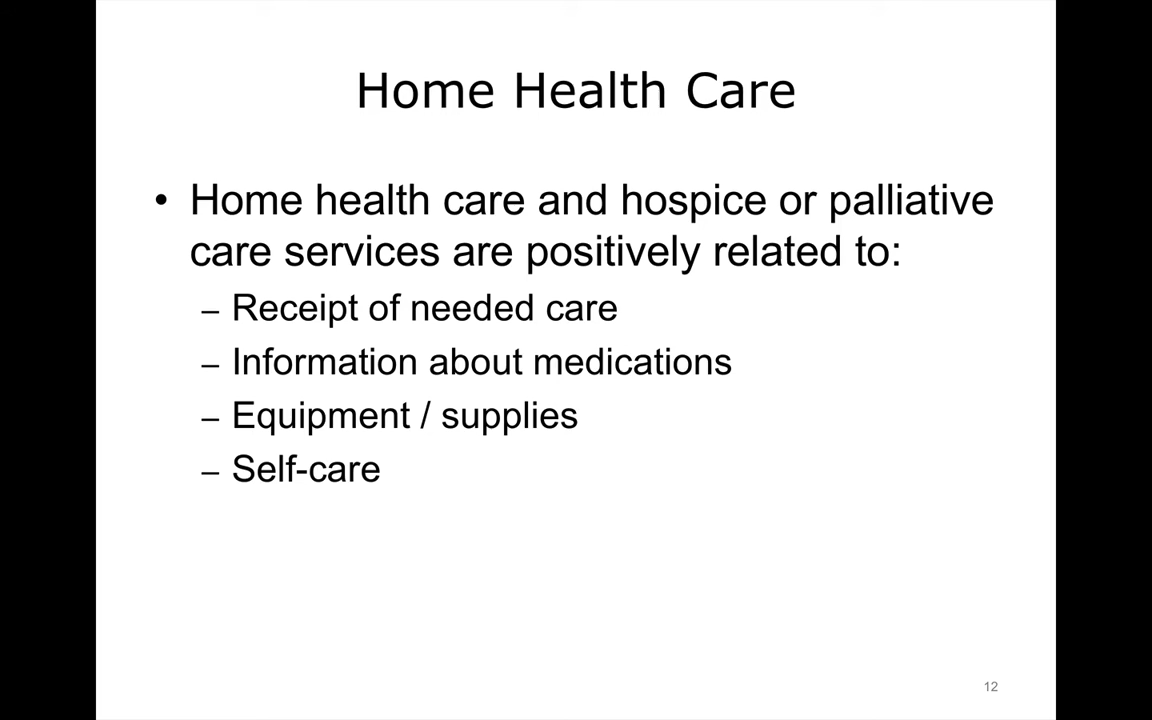 Home Health Care
• Home health care and hospice or palliative
care services are positively related to:
– Receipt of needed care
– Information about medications
– Equipment / supplies
– Self-care
12